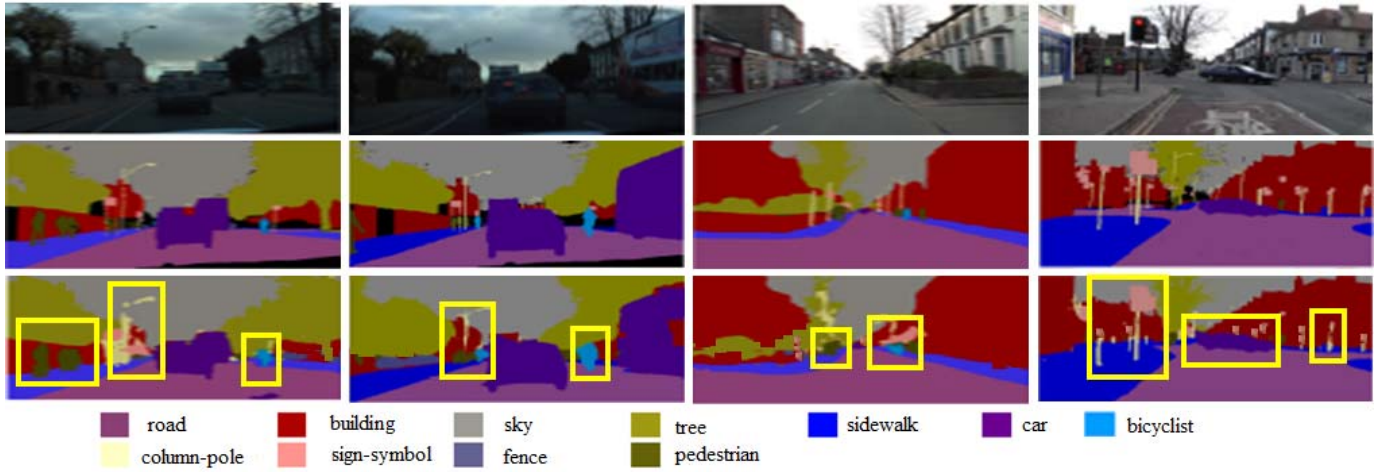 road building sky tree sidewalk car bicyclist
column-pole sign-symbol fence pedestrian